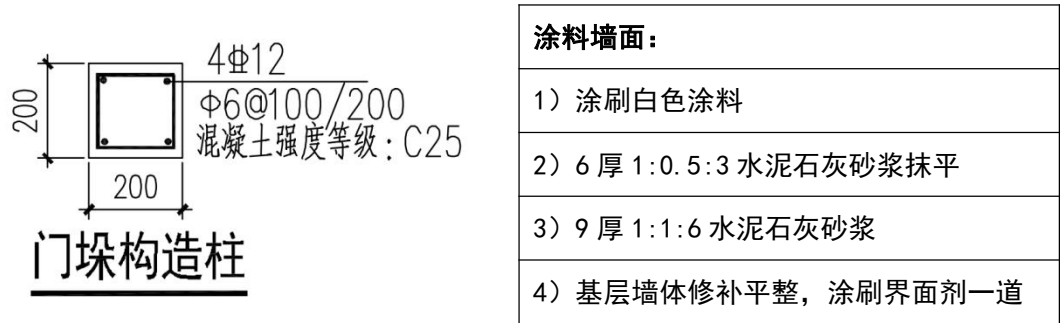 4⌀12
Φ6@100/200
混凝土强度等级:C25
200
200
门垛构造柱
涂料墙面：
1）涂刷白色涂料
2）6 厚 1:0.5:3 水泥石灰砂浆抹平
3）9 厚 1:1:6 水泥石灰砂浆
4）基层墙体修补平整，涂刷界面剂一道